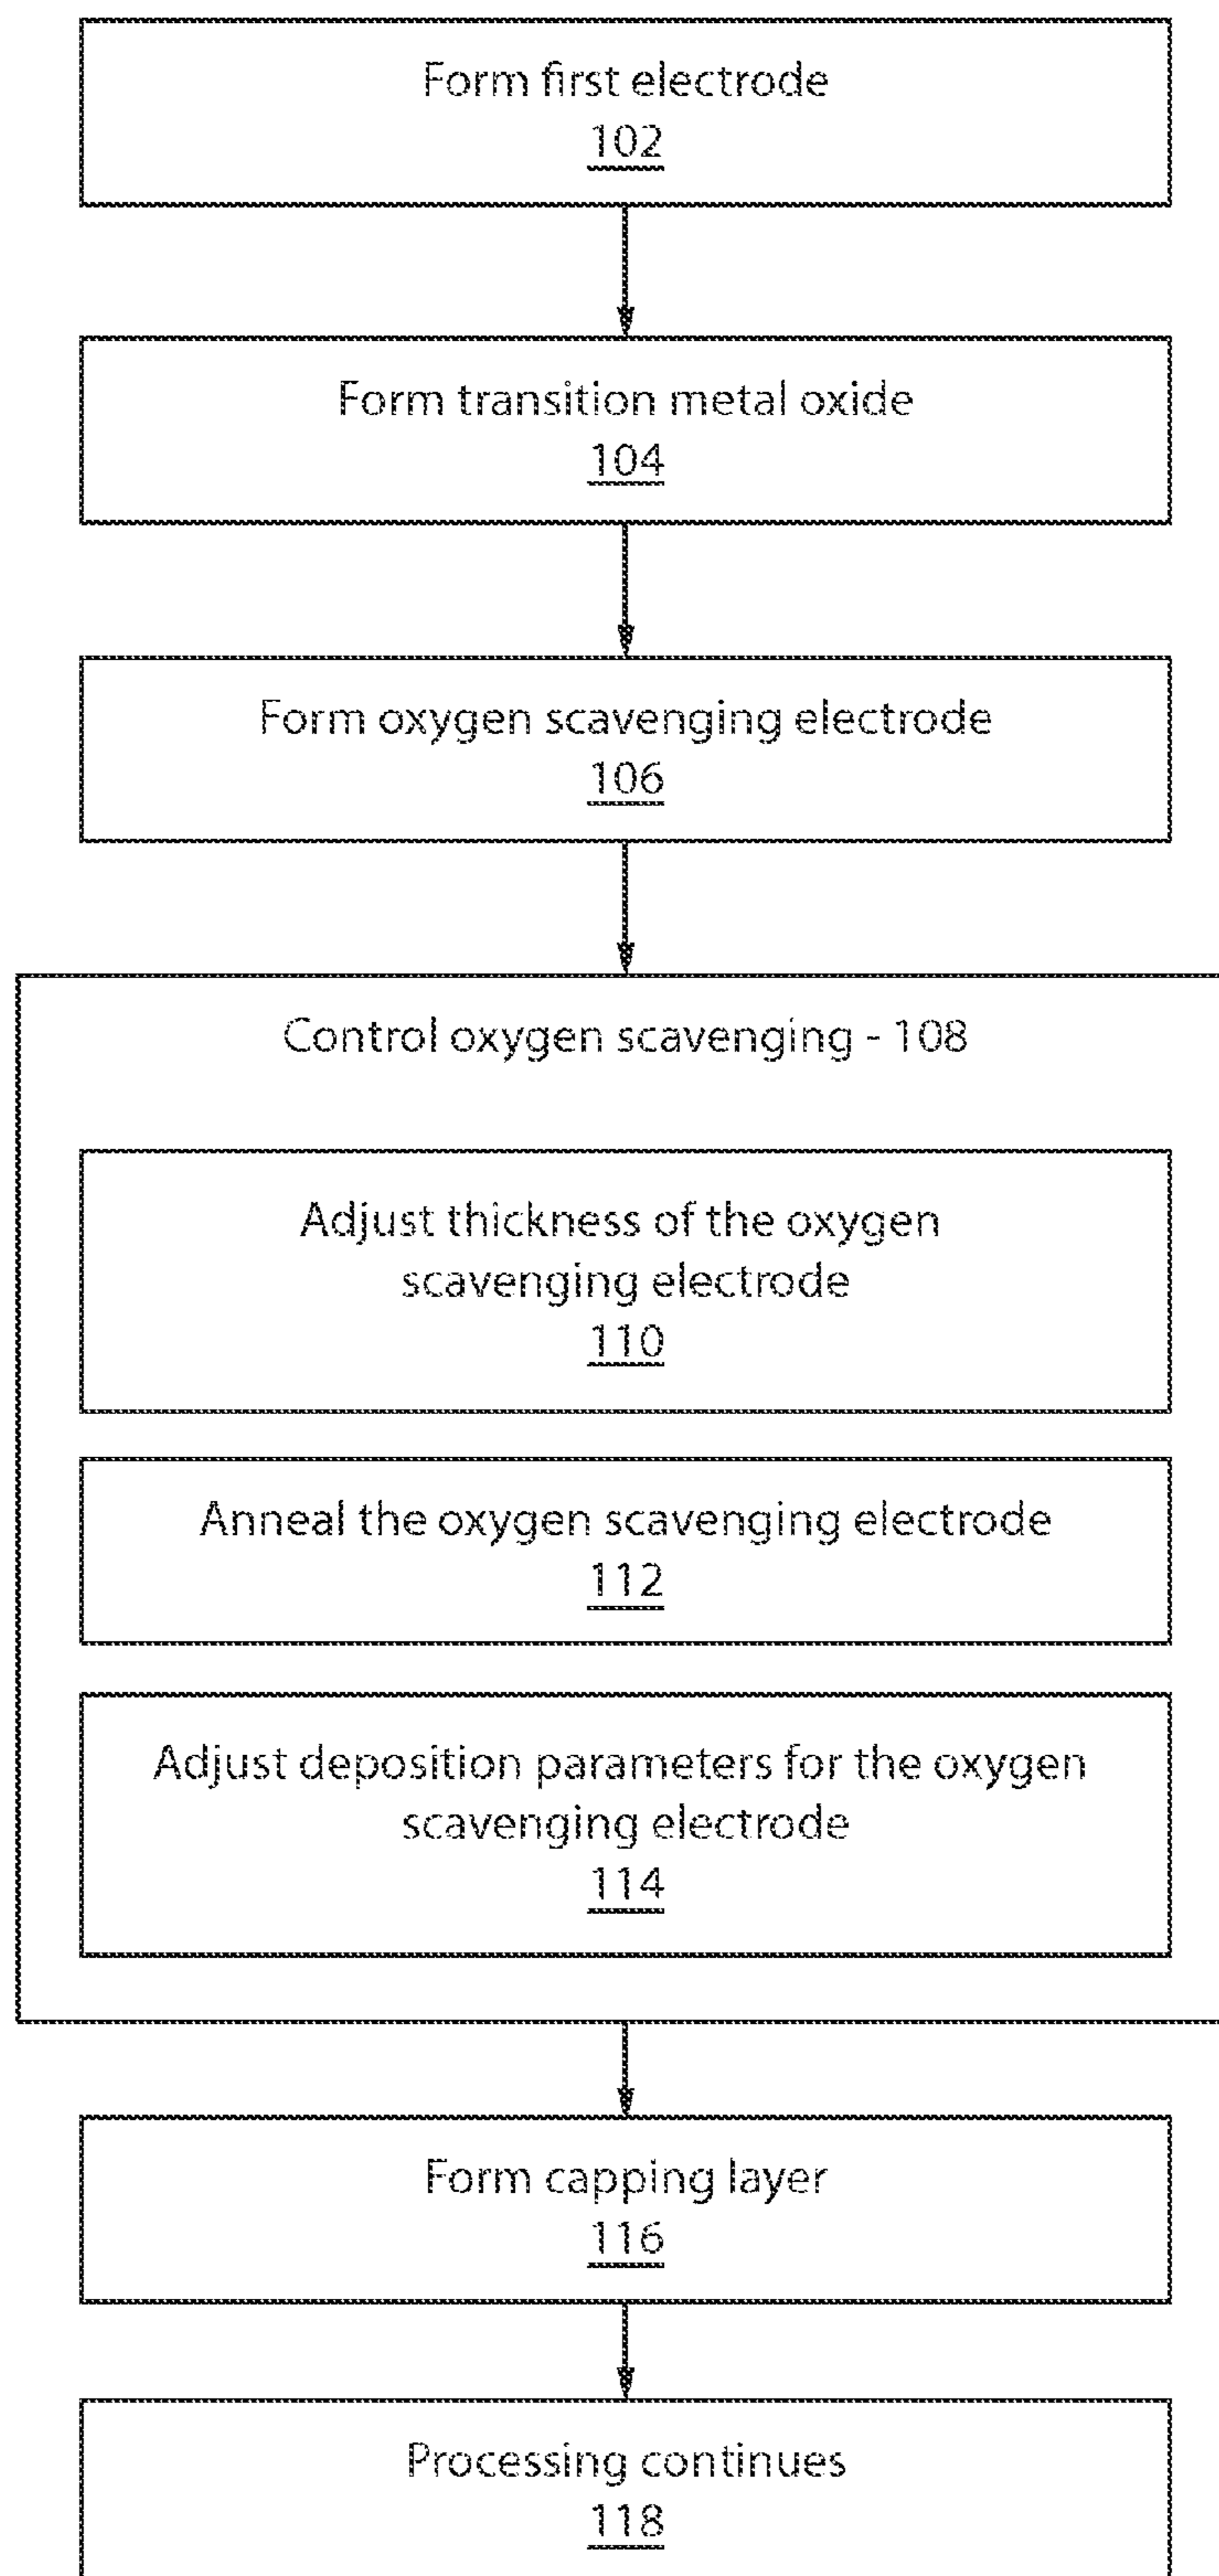 Form first electrode
102
Form transition metal oxide
104
Form oxygen scavenging electrode
106
Control oxygen scavenging - 108
Adjust thickness of the oxygen
scavenging electrode
110
Anneal the oxygen scavenging electrode
112
Adjust deposition parameters for the oxygen
scavenging electrode
114
Form capping layer
116
Processing continues
118